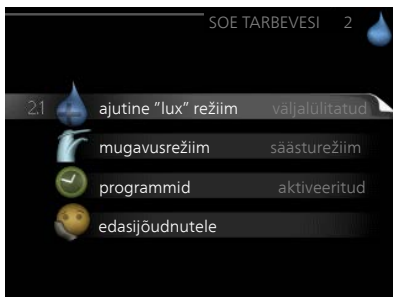 SOE TARBEVESI 2
2.1 ajutine "lux" režiim väljalülitatud
mugavusrežiim säästurežiim
programmid aktiveeritud
edasijõudnutele